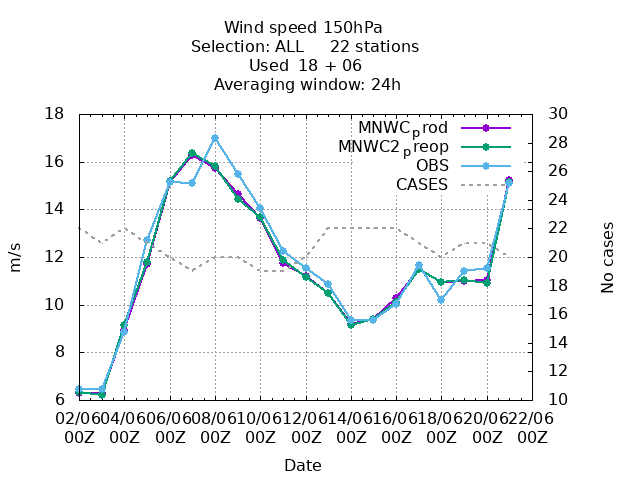 Wind speed 150hPa
Selection: ALL     22 stations
Used  18 + 06
Averaging window: 24h
MNWCprod
MNWC2preop
OBS
CASES
18
16
14
12
10
8
6
m/s
30
28
26
24
22
20
18
16
14
12
10
No cases
02/06 04/06 06/06 08/06 10/06 12/06 14/06 16/06 18/06 20/06 22/06
00Z 00Z 00Z 00Z 00Z 00Z 00Z 00Z 00Z 00Z 00Z
Date